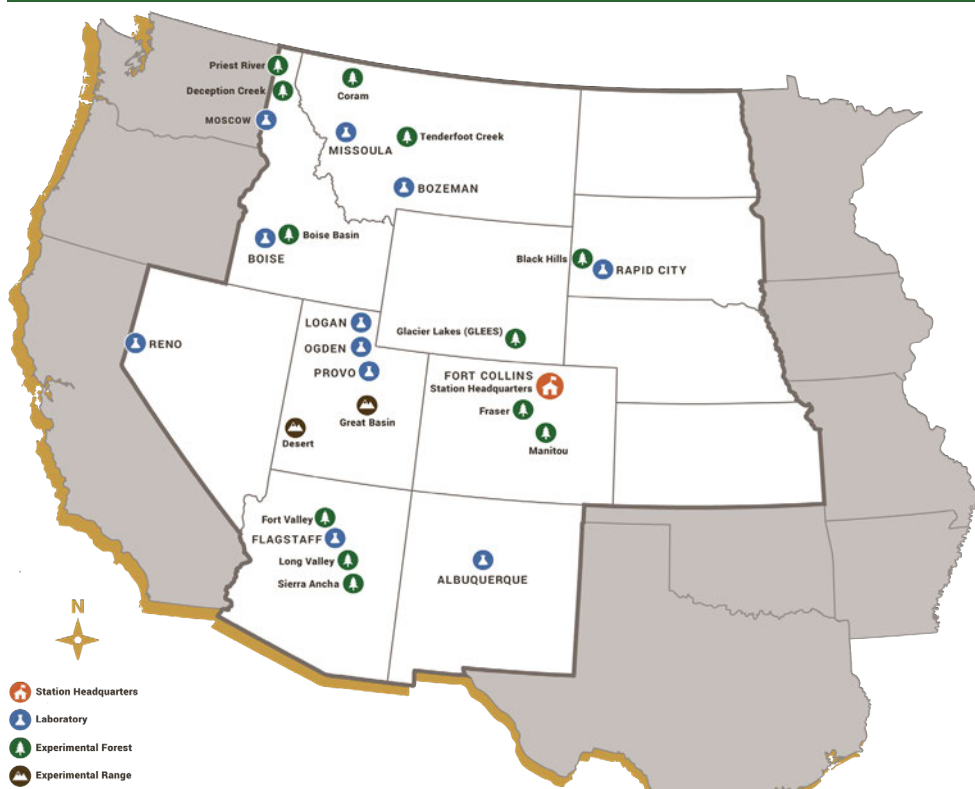 Priest River
Deception Creek
MOSCOW
Coram
MISSOULA
Tenderfoot Creek
BOZEMAN
Boise Basin
BOISE
Black Hills
RAPID CITY
LOGAN
OGDEN
PROVO
RENO
Glacier Lakes (GLEES)
FORT COLLINS
Station Headquarters
Fraser
Manitou
Great Basin
Desert
Fort Valley
FLAGSTAFF
Long Valley
Sierra Ancha
ALBUQUERQUE
N
Station Headquarters
Laboratory
Experimental Forest
Experimental Range